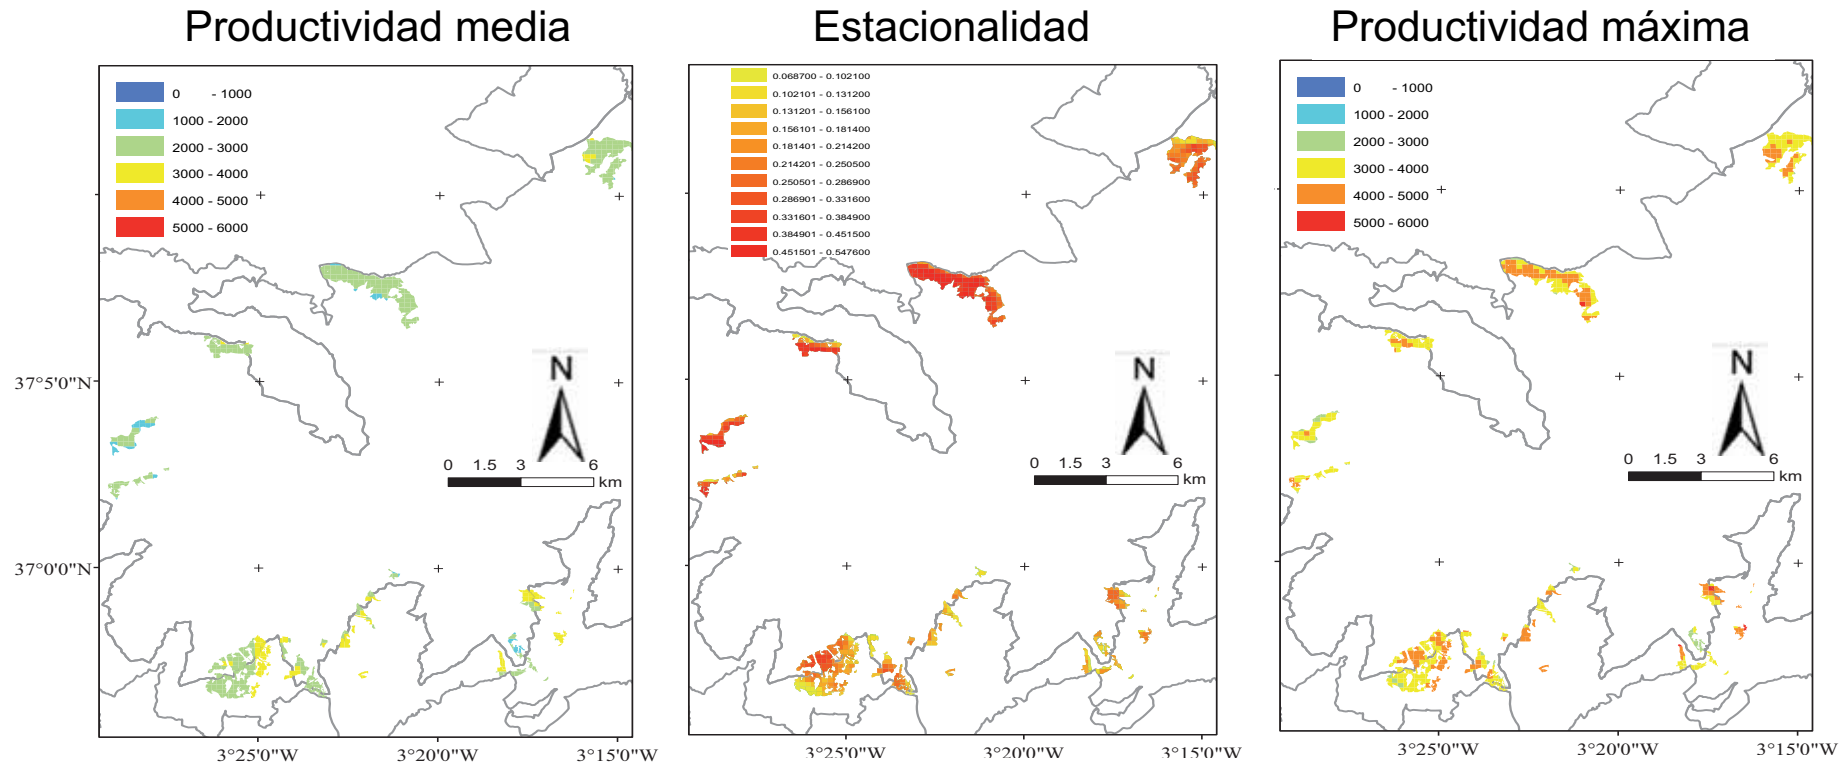 Productividad media
0 - 1000
1000 - 2000
2000 - 3000
3000 - 4000
4000 - 5000
5000 - 6000
N
0 1.5 3 6
km
37°5'0"N
37°0'0"N
3°25'0"W 3°20'0"W 3°15'0"W
Estacionalidad
0.068700 - 0.102100
0.102101 - 0.131200
0.131201 - 0.156100
0.156101 - 0.181400
0.181401 - 0.214200
0.214201 - 0.250500
0.250501 - 0.286900
0.286901 - 0.331600
0.331601 - 0.384900
0.384901 - 0.451500
0.451501 - 0.547600
N
0 1.5 3 6
km
3°25'0"W 3°20'0"W 3°15'0"W
Productividad máxima
0 - 1000
1000 - 2000
2000 - 3000
3000 - 4000
4000 - 5000
5000 - 6000
N
0 1.5 3 6
km
3°25'0"W 3°20'0"W 3°15'0"W